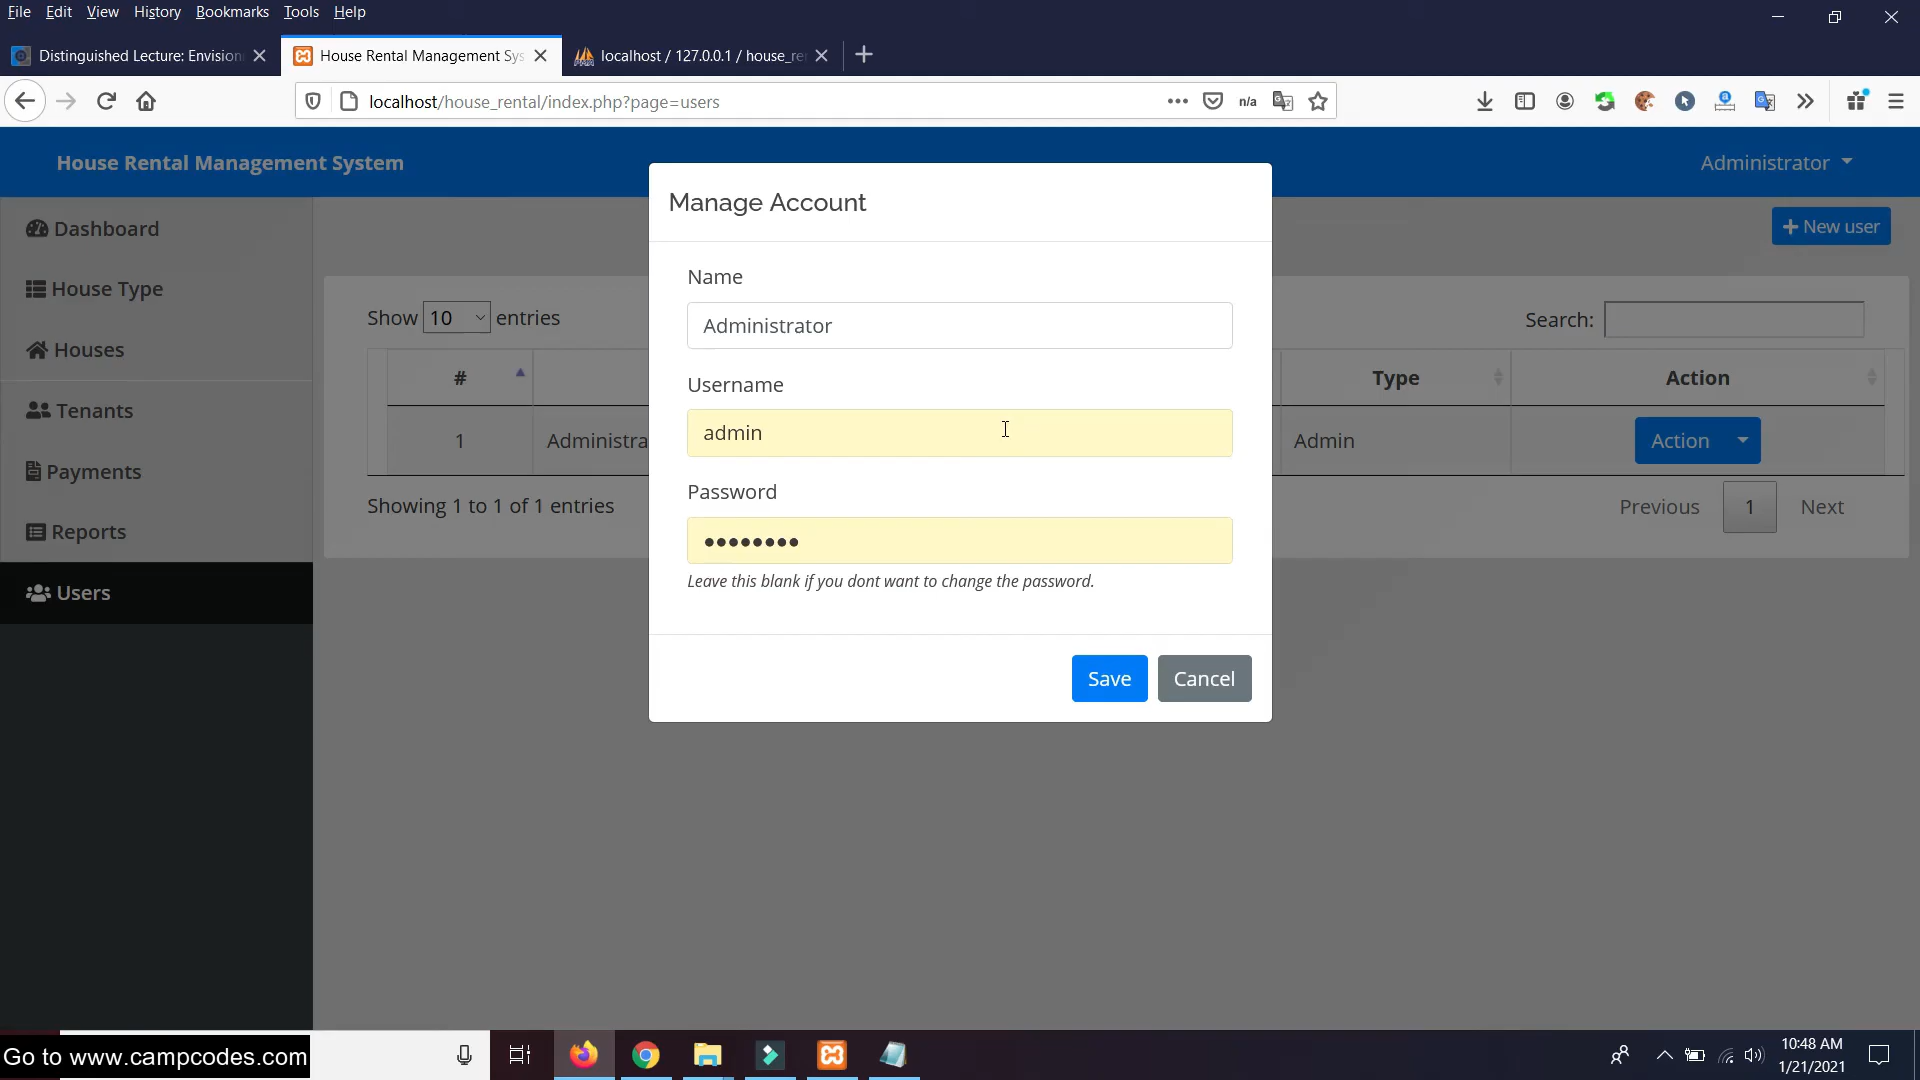 File Edit View History Bookmarks Tools Help
Distinguished Lecture: Envision
House Rental Management Sys
localhost / 127.0.0.1 / house_re
localhost/house_rental/index.php?page=users
n/a
House Rental Management System
Administrator
Manage Account
New user
Dashboard
House Type
Houses
Tenants
Payments
Reports
Users
Name
Administrator
Username
admin
Password
Leave this blank if you dont want to change the password.
Save Cancel
Show 10 entries
Search:
# Type Action
1 Administra Admin Action
Showing 1 to 1 of 1 entries
Previous 1 Next
Go to www.campcodes.com
10:48 AM
1/21/2021